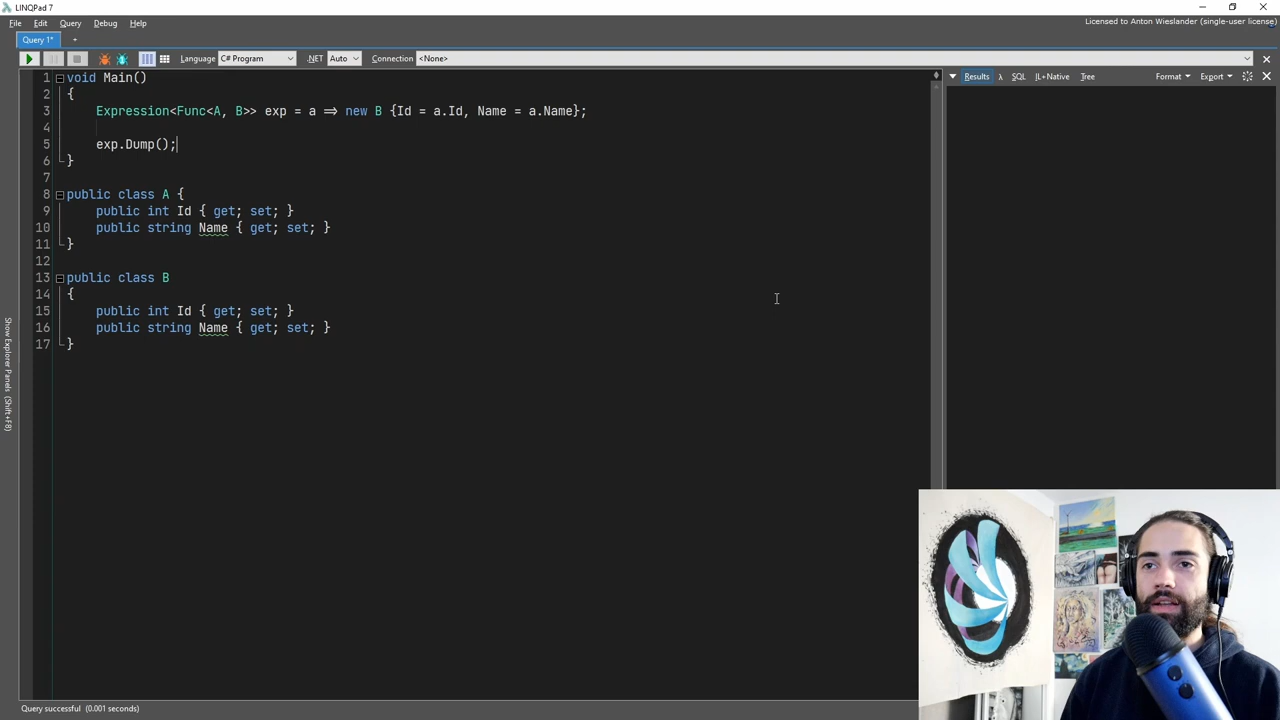 LINQPad 7
File Edit Query Debug Help
Licensed to Anton Wieslander (single-user license)
Query 1* +
Language C# Program .NET Auto Connection <None>
Results λ SQL IL+Native Tree Format Export
1 void Main()
2 {
3 Expression<Func<A, B>> exp = a => new B {Id = a.Id, Name = a.Name};
4
5 exp.Dump();
6 }
7
8 public class A {
9 public int Id { get; set; }
10 public string Name { get; set; }
11 }
12
13 public class B
14 {
15 public int Id { get; set; }
16 public string Name { get; set; }
17 }
Show Explorer Panels (Shift+F8)
Query successful (0.001 seconds)